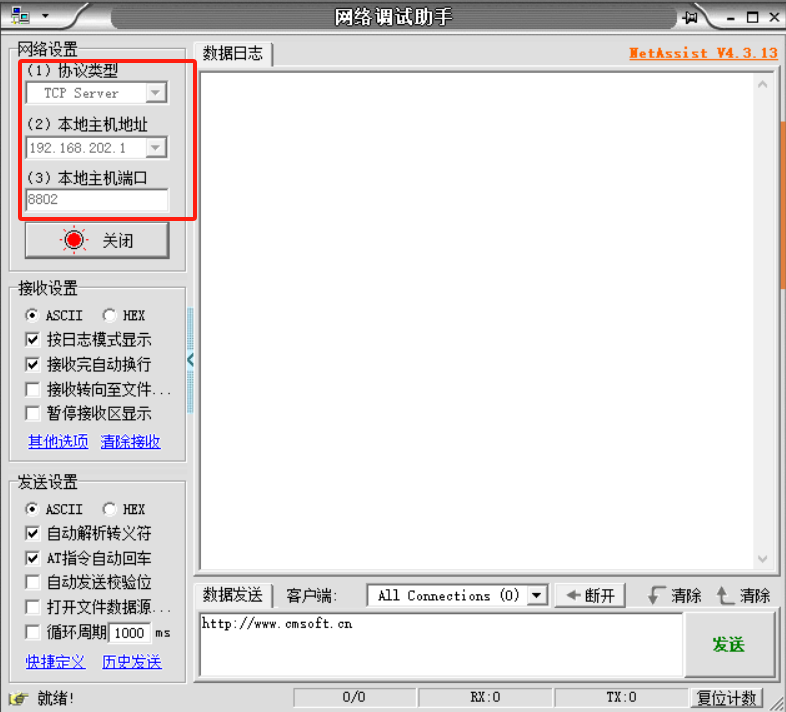 网络调试助手
网络设置
(1) 协议类型
TCP Server
(2) 本地主机地址
192.168.202.1
(3) 本地主机端口
8802
关闭
接收设置
ASCII HEX
按日志模式显示
接收完自动换行
接收转向至文件...
暂停接收区显示
其他选项 清除接收
发送设置
ASCII HEX
自动解析转义符
AT指令自动回车
自动发送校验位
打开文件数据源...
循环周期 1000 ms
快捷定义 历史发送
数据日志 NetAssist V4.3.13
数据发送 客户端: All Connections (0) 断开 清除 清除
http://www.cmsoft.cn
发送
就绪! 0/0 RX:0 TX:0 复位计数